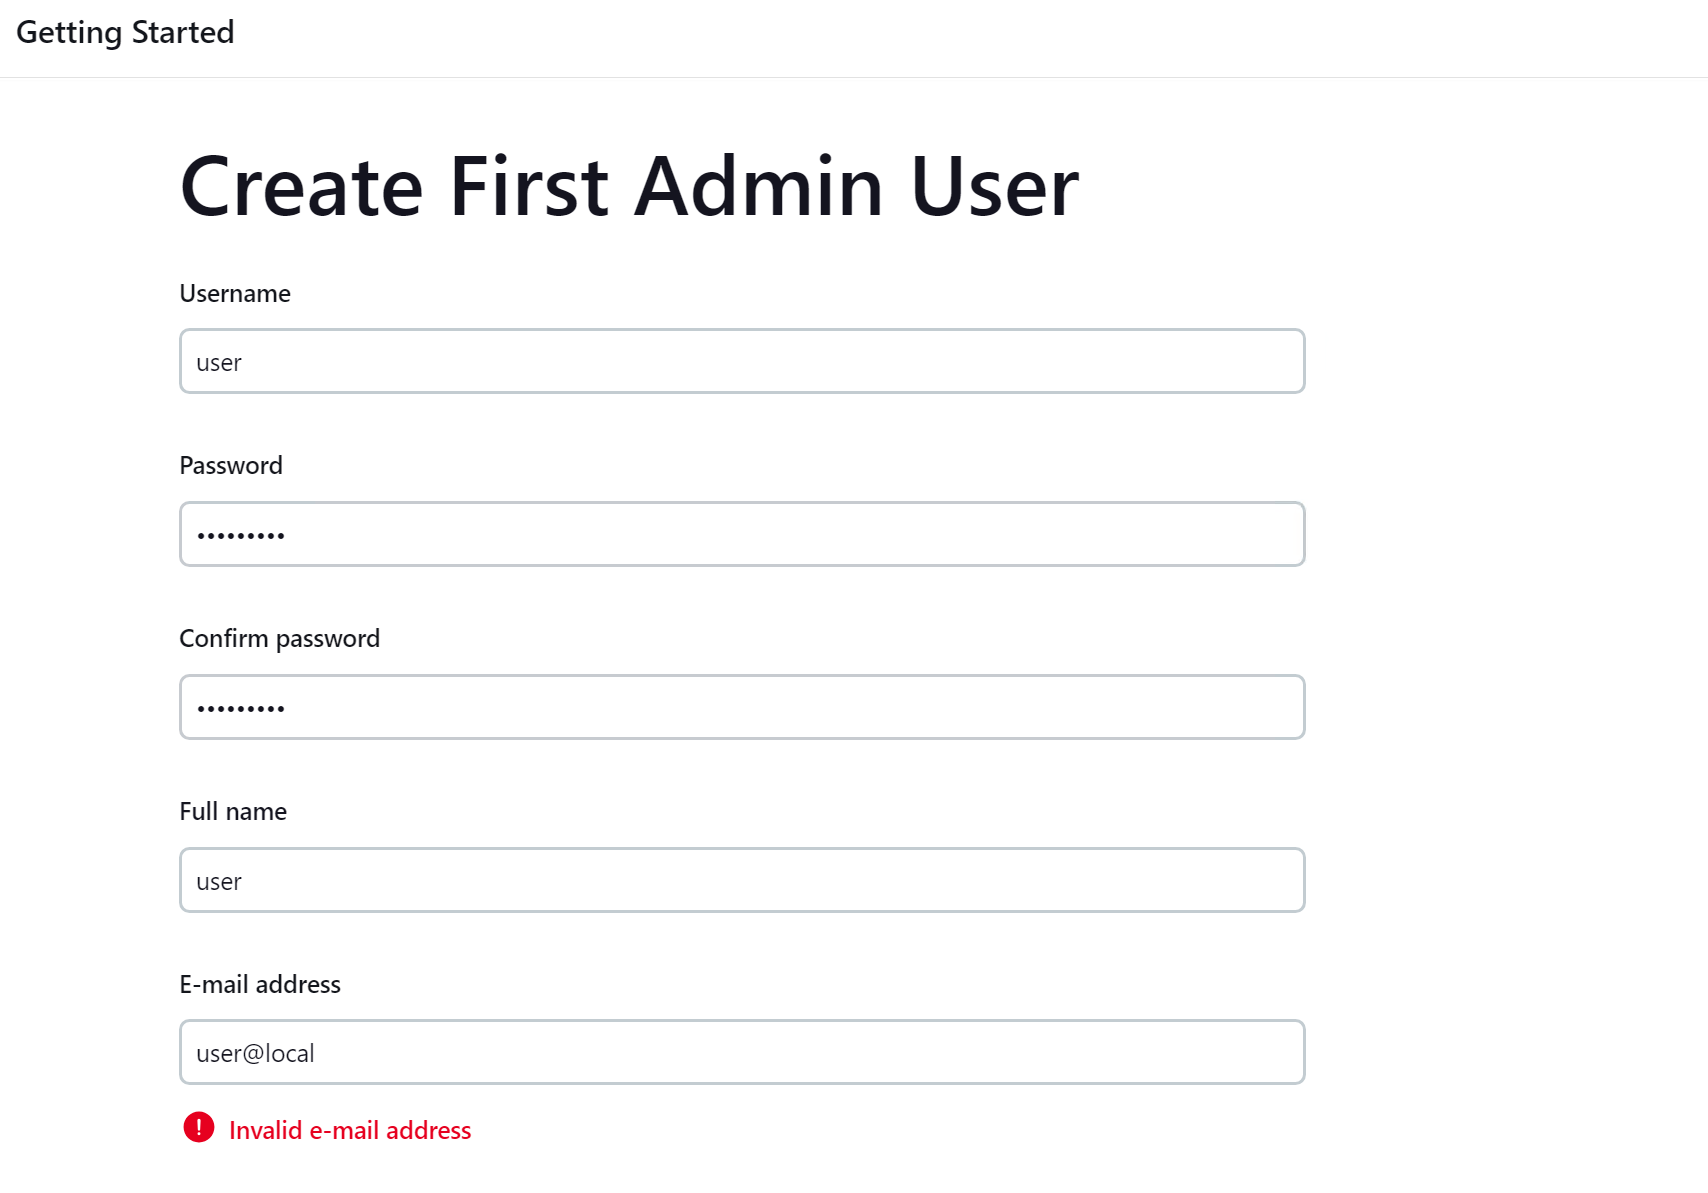 Getting Started
Create First Admin User
Username
user
Password
•••••••••
Confirm password
•••••••••
Full name
user
E-mail address
user@local
! Invalid e-mail address